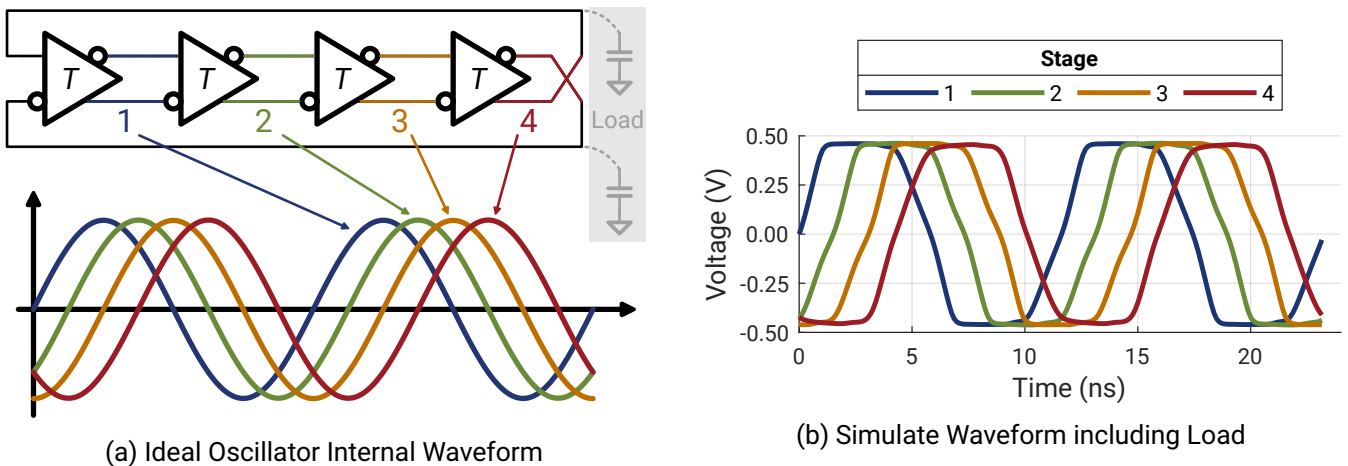 T T T T
1 2 3 4
Load
(a) Ideal Oscillator Internal Waveform
Stage
1 2 3 4
Voltage (V)
0.50
0.25
0.00
-0.25
-0.50
0 5 10 15 20
Time (ns)
(b) Simulate Waveform including Load